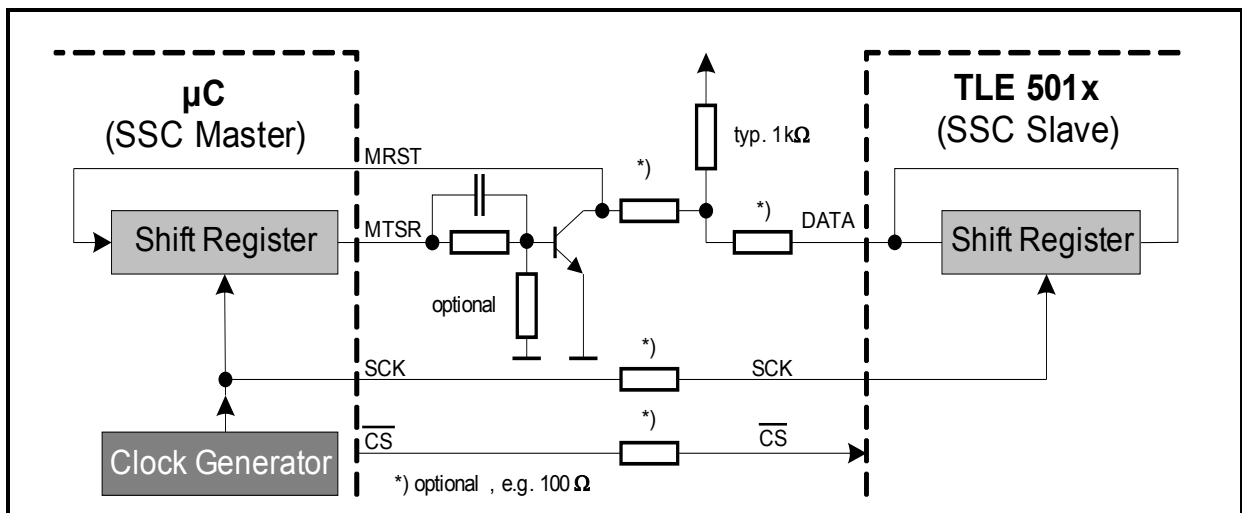 µC
(SSC Master)
TLE 501x
(SSC Slave)
typ. 1kΩ
MRST
*)
*)
Shift Register
MTSR
DATA
Shift Register
optional
*)
SCK
SCK
*)
CS
CS
Clock Generator
*) optional , e.g. 100 Ω